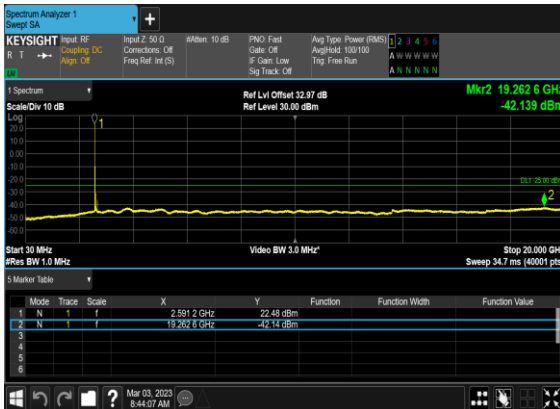 Spectrum Analyzer 1
Swept SA
+
KEYSIGHT
R T
LXI
Input: RF
Coupling: DC
Align: Off
Input Z: 50 Ω
Corrections: Off
Freq Ref: Int (S)
#Atten: 10 dB
PNO: Fast
Gate: Off
IF Gain: Low
Sig Track: Off
Avg Type: Power (RMS)
Avg|Hold: 100/100
Trig: Free Run
1 2 3 4 5 6
A W W W W W
A N N N N N
1 Spectrum
Scale/Div 10 dB
Ref Lvl Offset 32.97 dB
Ref Level 30.00 dBm
Mkr2 19.262 6 GHz
-42.139 dBm
Log
20.0
10.0
0.00
-10.0
-20.0
-30.0
-40.0
-50.0
-60.0
1
DL1 -25.00 dBm
2
Start 30 MHz
#Res BW 1.0 MHz
Video BW 3.0 MHz*
Stop 20.000 GHz
Sweep 34.7 ms (40001 pts)
5 Marker Table
Mode Trace Scale X Y Function Function Width Function Value
1 N 1 f 2.591 2 GHz 22.48 dBm
2 N 1 f 19.262 6 GHz -42.14 dBm
3
4
5
6
?
Mar 03, 2023
8:44:07 AM